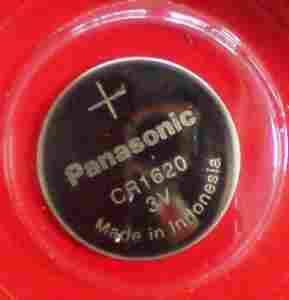 +
Panasonic
CR1620
3V
Made in Indonesia